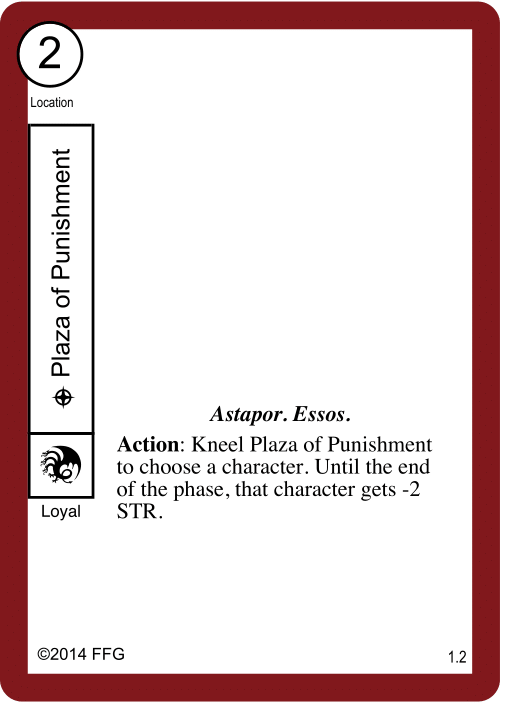 2
Location
Plaza of Punishment
Astapor. Essos.
Action: Kneel Plaza of Punishment
to choose a character. Until the end
of the phase, that character gets -2
STR.
Loyal
©2014 FFG
1.2